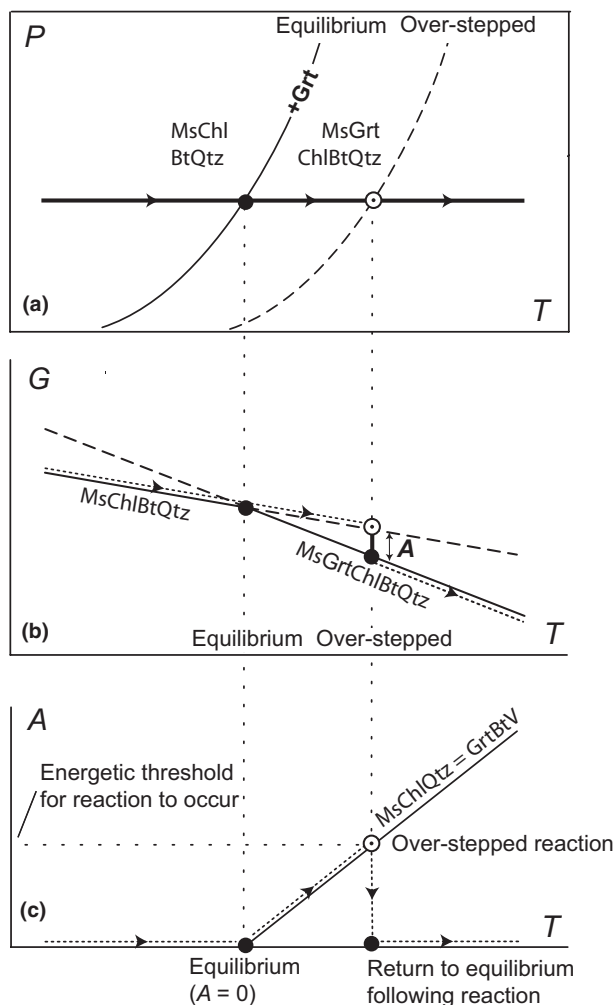 P
Equilibrium Over-stepped
+Grt
MsChl
BtQtz
MsGrt
ChlBtQtz
(a)
T
G
MsChlBtQtz
A
MsGrtChlBtQtz
(b)
Equilibrium Over-stepped
T
A
MsChlQtz = GrtBtV
Energetic threshold
for reaction to occur
Over-stepped reaction
(c)
T
Equilibrium
(A = 0)
Return to equilibrium
following reaction